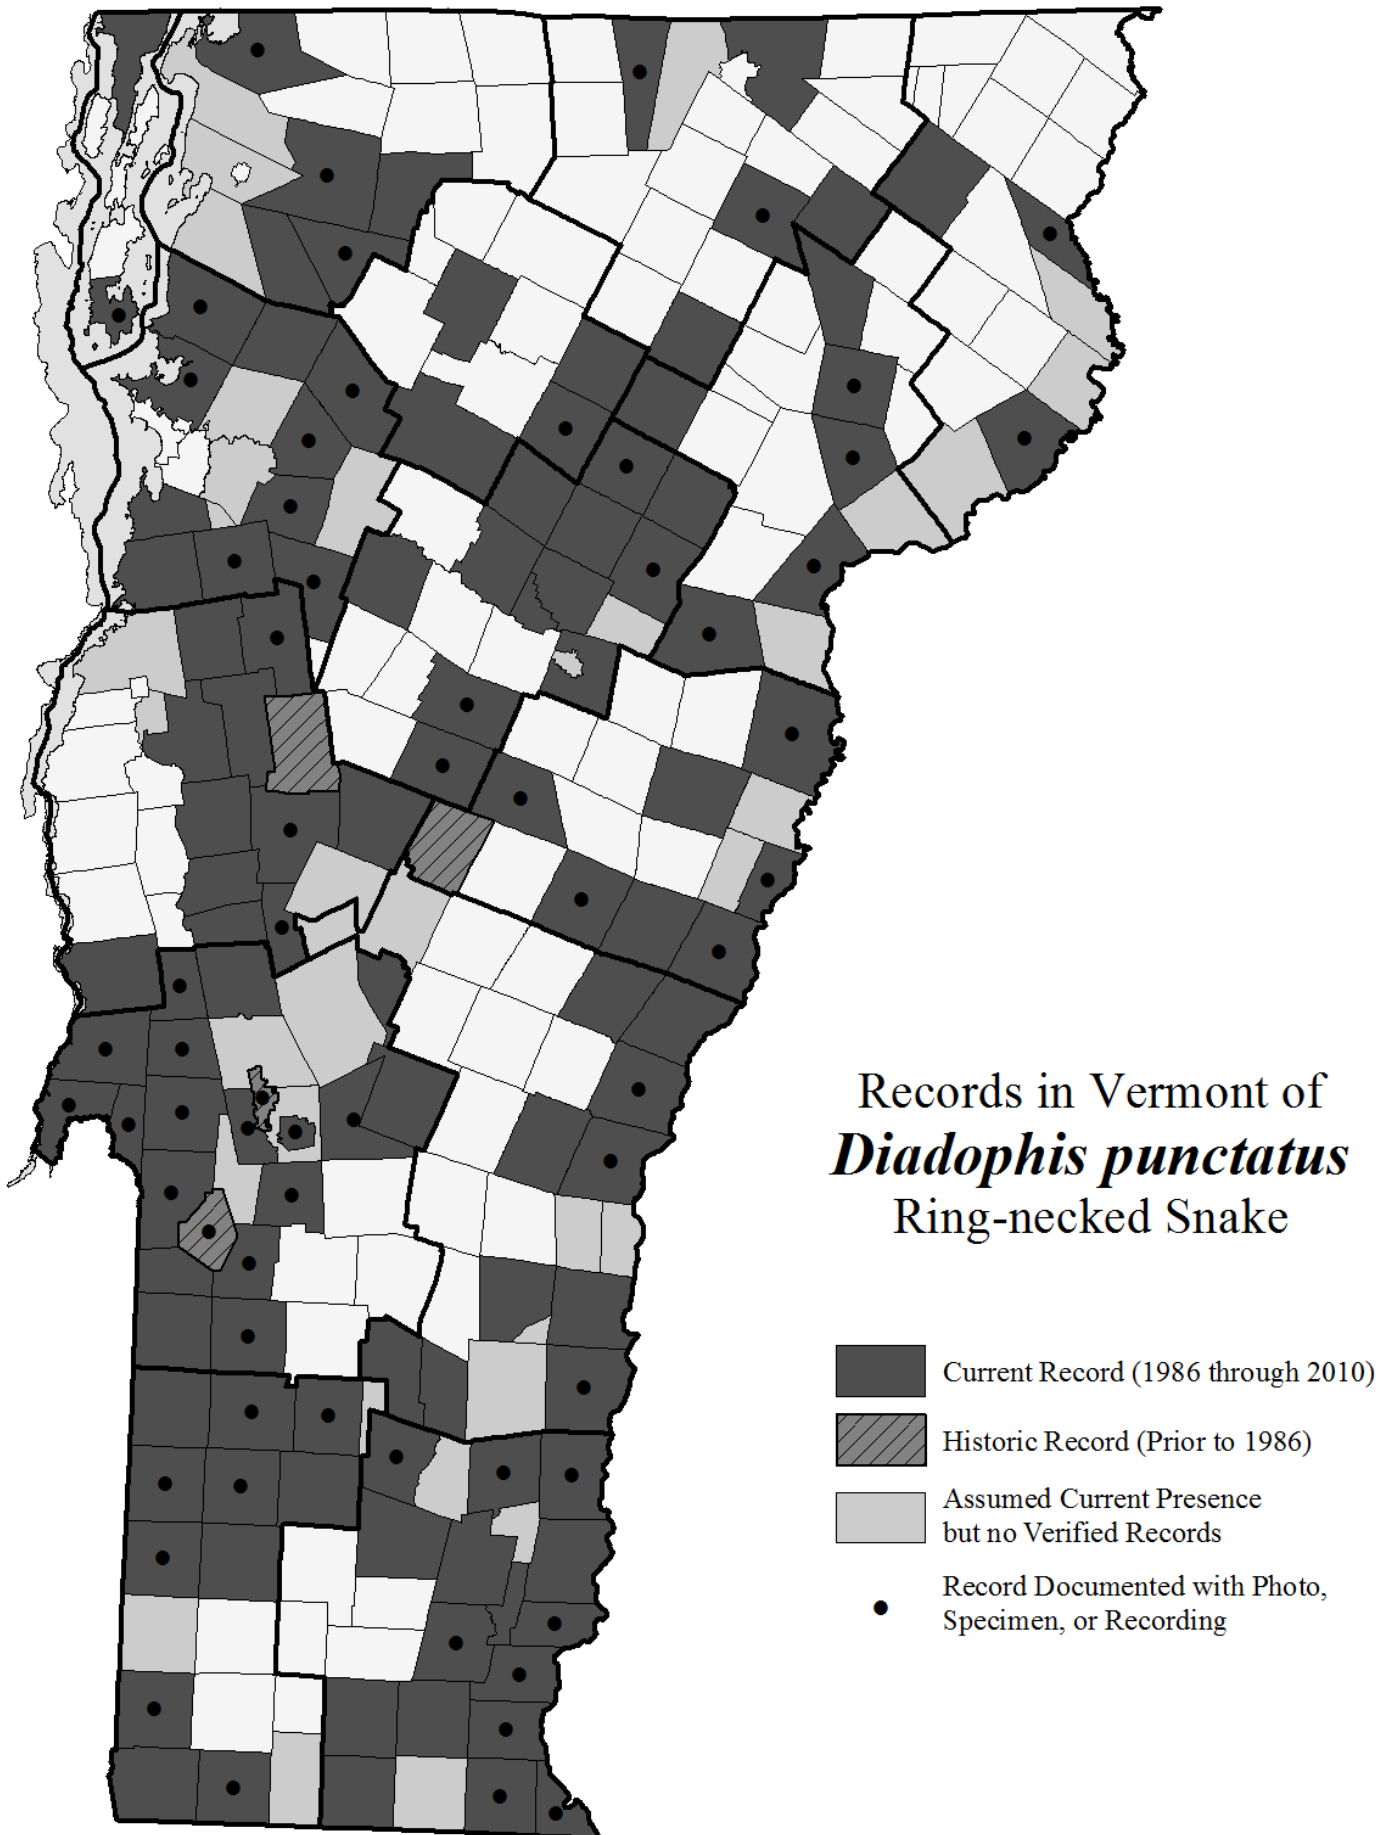 Records in Vermont of
Diadophis punctatus
Ring-necked Snake
Current Record (1986 through 2010)
Historic Record (Prior to 1986)
Assumed Current Presence
but no Verified Records
Record Documented with Photo,
Specimen, or Recording